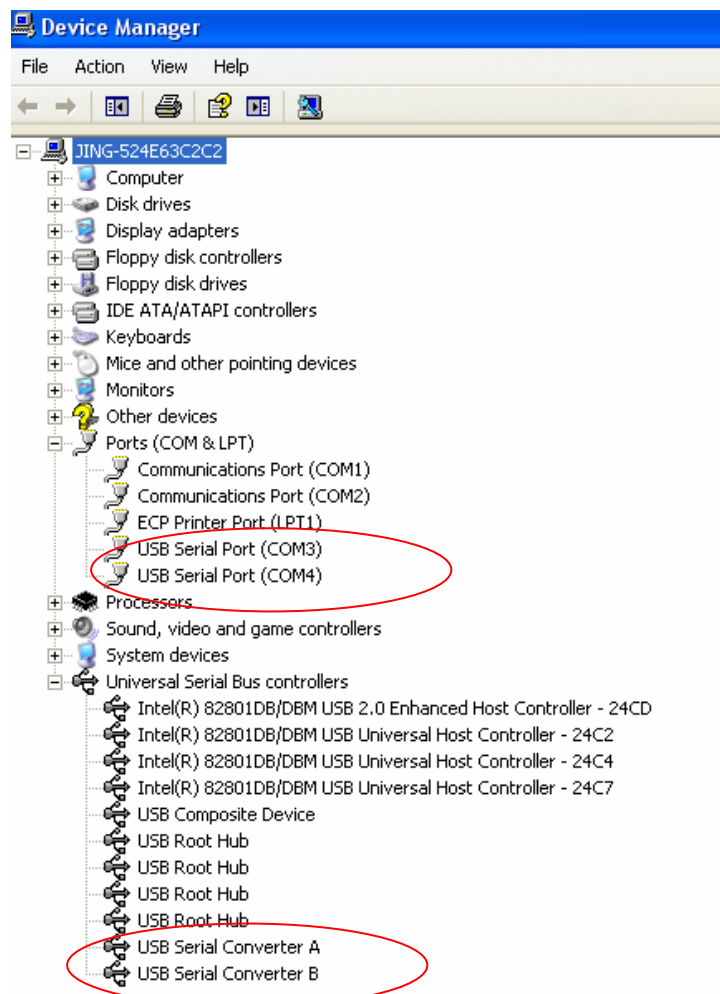 Device Manager
File Action View Help
JING-524E63C2C2
Computer
Disk drives
Display adapters
Floppy disk controllers
Floppy disk drives
IDE ATA/ATAPI controllers
Keyboards
Mice and other pointing devices
Monitors
Other devices
Ports (COM & LPT)
Communications Port (COM1)
Communications Port (COM2)
ECP Printer Port (LPT1)
USB Serial Port (COM3)
USB Serial Port (COM4)
Processors
Sound, video and game controllers
System devices
Universal Serial Bus controllers
Intel(R) 82801DB/DBM USB 2.0 Enhanced Host Controller - 24CD
Intel(R) 82801DB/DBM USB Universal Host Controller - 24C2
Intel(R) 82801DB/DBM USB Universal Host Controller - 24C4
Intel(R) 82801DB/DBM USB Universal Host Controller - 24C7
USB Composite Device
USB Root Hub
USB Root Hub
USB Root Hub
USB Root Hub
USB Serial Converter A
USB Serial Converter B